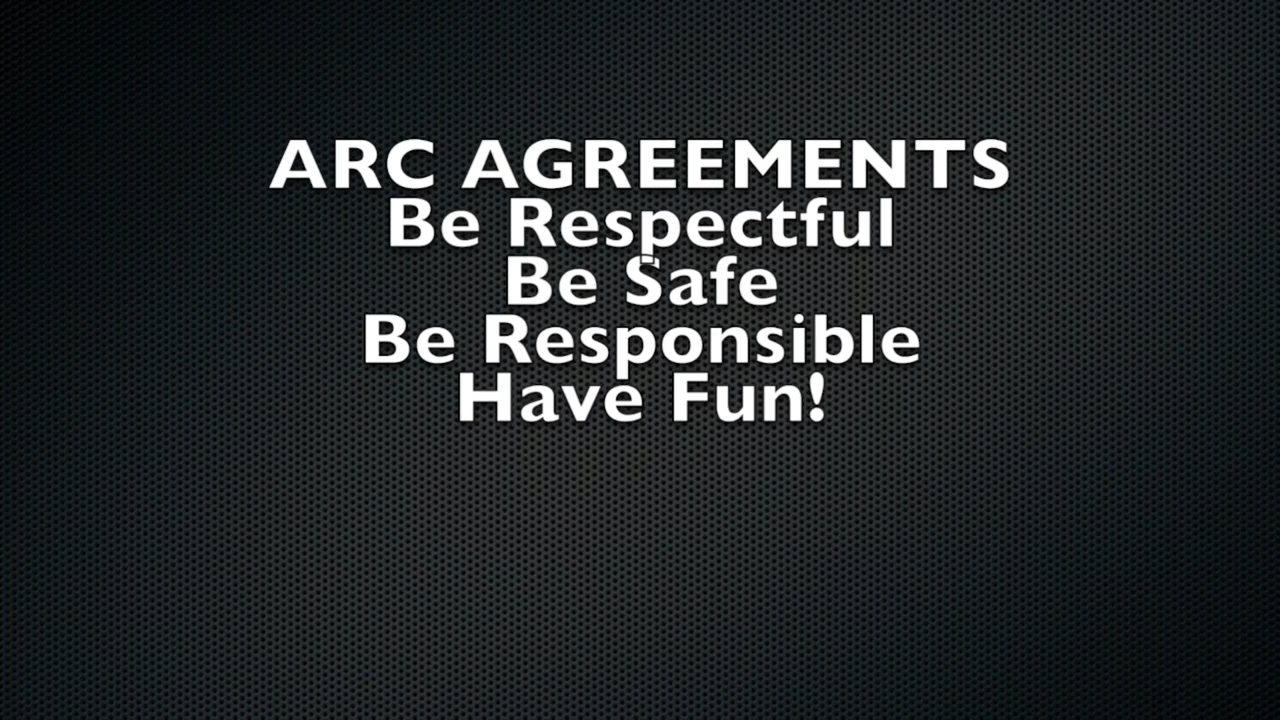 ARC AGREEMENTS
Be Respectful
Be Safe
Be Responsible
Have Fun!